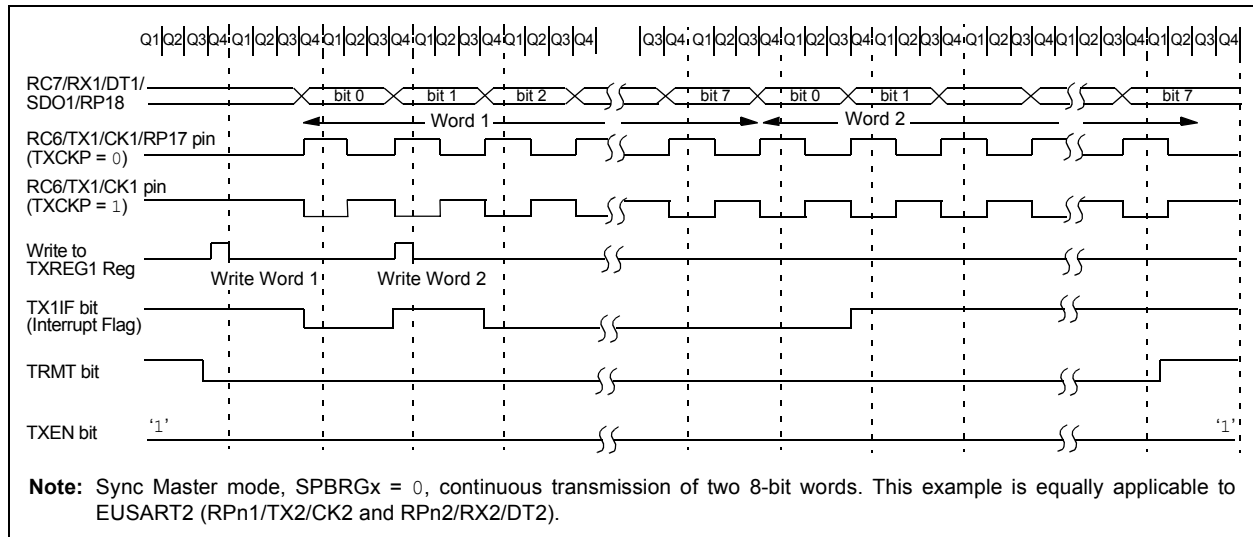 Q1 Q2 Q3 Q4 Q1 Q2 Q3 Q4 Q1 Q2 Q3 Q4 Q1 Q2 Q3 Q4 Q1 Q2 Q3 Q4 Q3 Q4 Q1 Q2 Q3 Q4 Q1 Q2 Q3 Q4 Q1 Q2 Q3 Q4 Q1 Q2 Q3 Q4 Q1 Q2 Q3 Q4 Q1 Q2 Q3 Q4
RC7/RX1/DT1/
SDO1/RP18
bit 0 bit 1 bit 2 bit 7 bit 0 bit 1 bit 7
Word 1 Word 2
RC6/TX1/CK1/RP17 pin
(TXCKP = 0)
RC6/TX1/CK1 pin
(TXCKP = 1)
Write to
TXREG1 Reg
Write Word 1 Write Word 2
TX1IF bit
(Interrupt Flag)
TRMT bit
TXEN bit
‘1’ ‘1’
Note: Sync Master mode, SPBRGx = 0, continuous transmission of two 8-bit words. This example is equally applicable to
EUSART2 (RPn1/TX2/CK2 and RPn2/RX2/DT2).